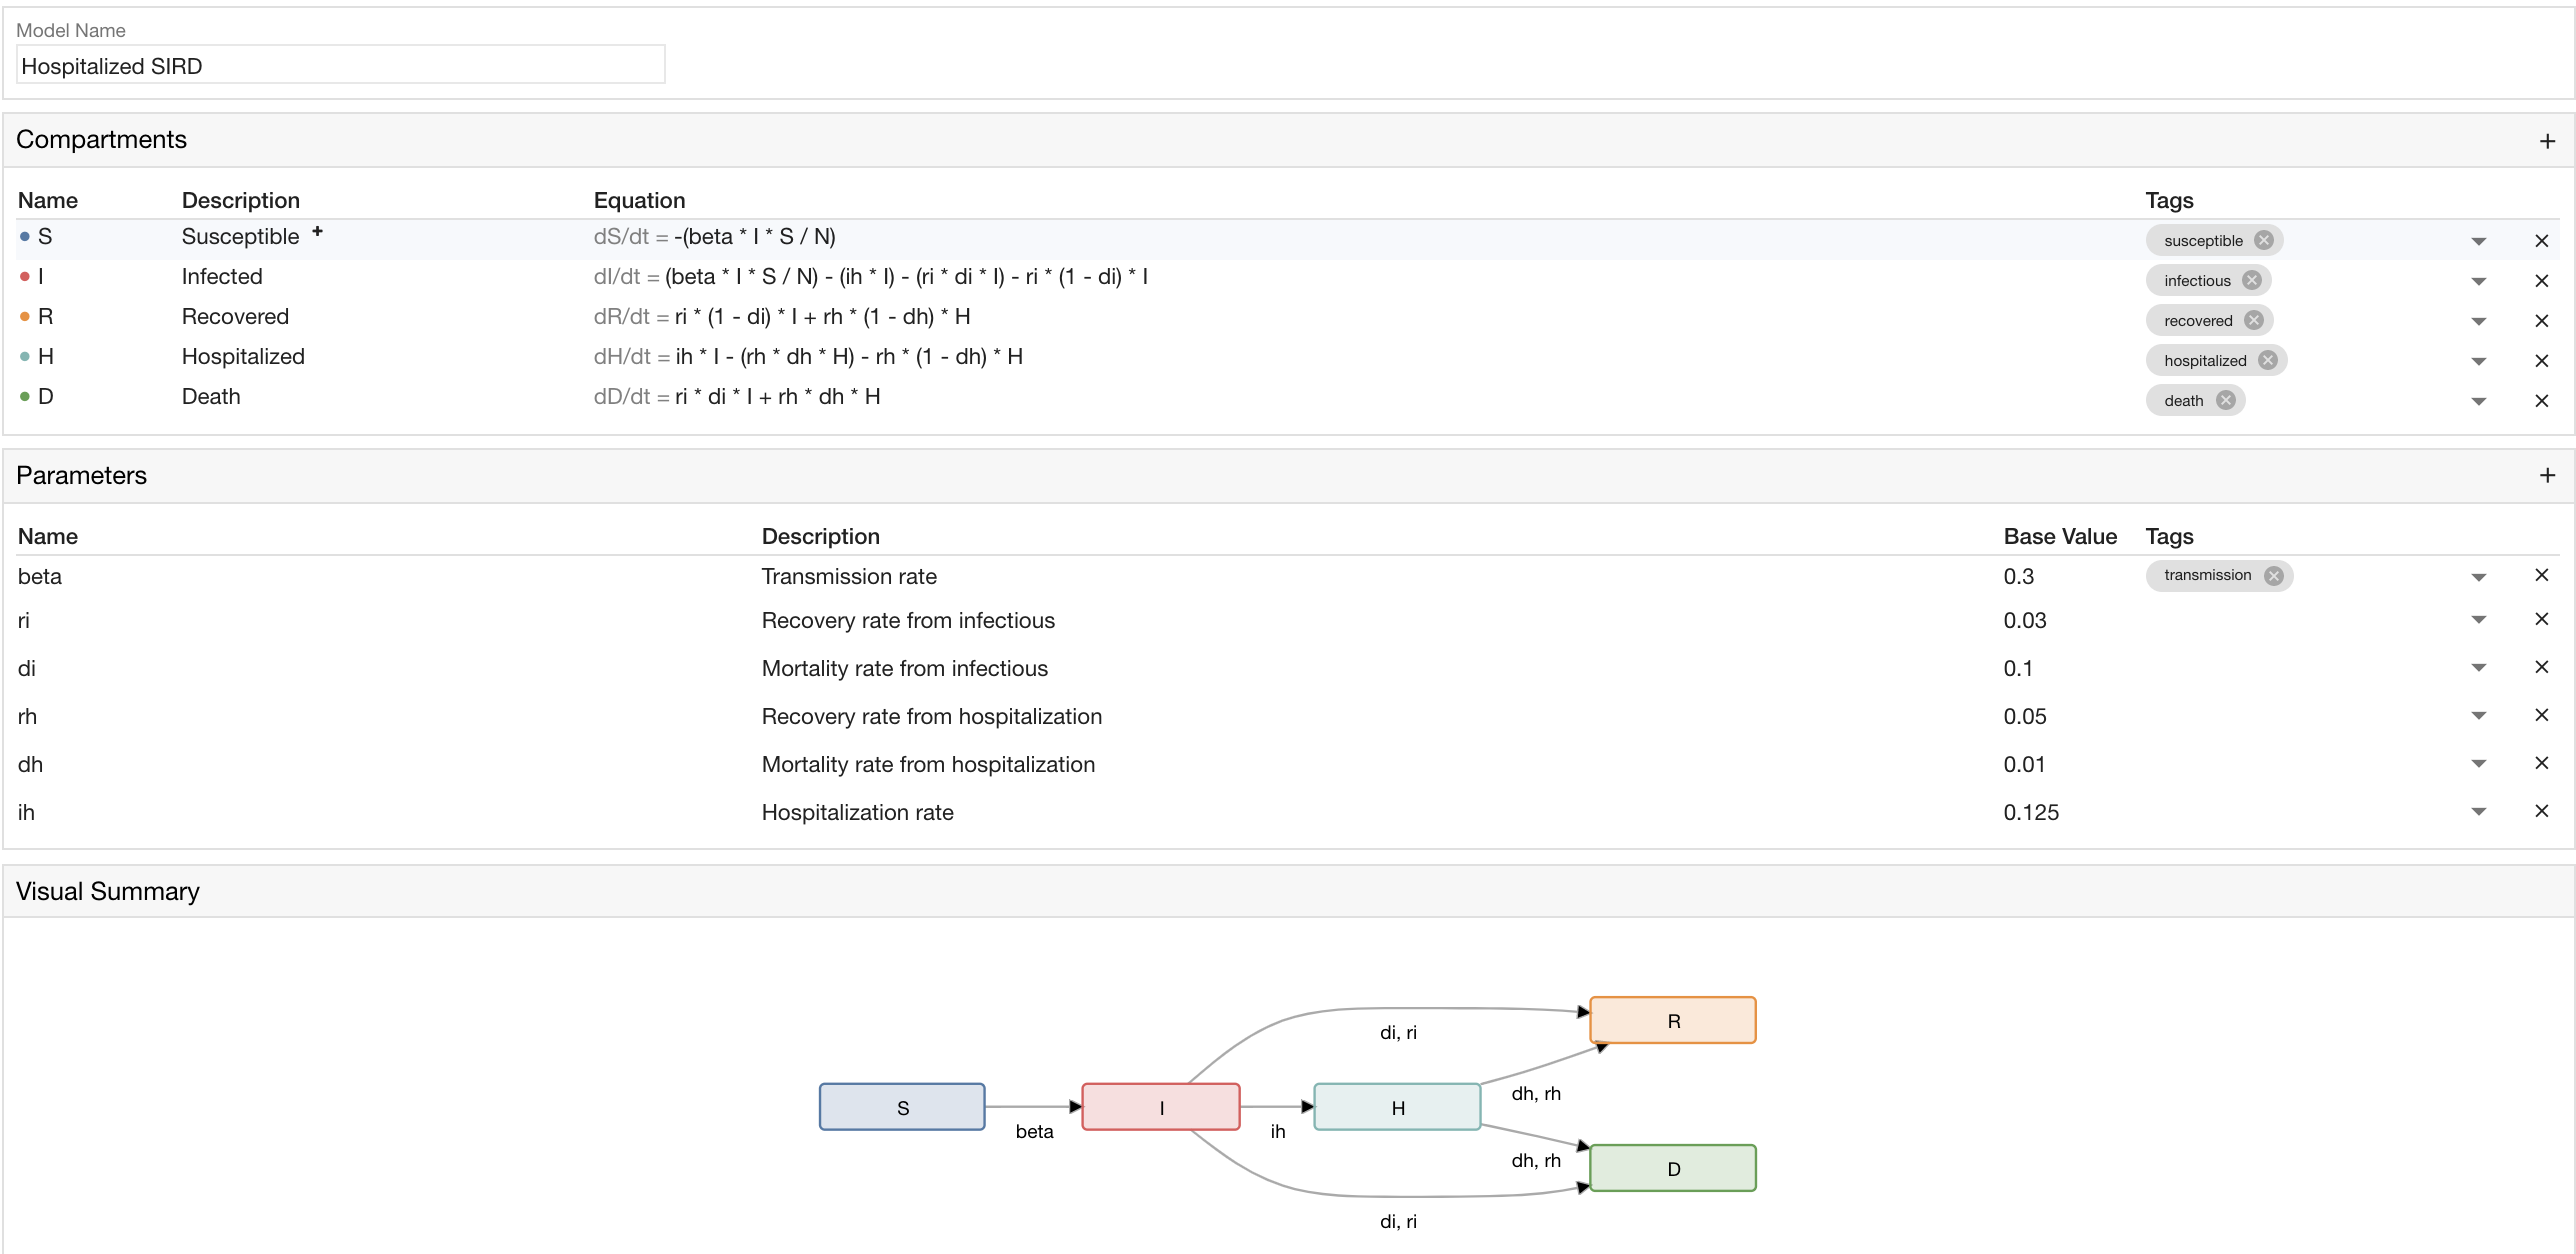 Model Name
Hospitalized SIRD
Compartments +
Name Description Equation Tags
S Susceptible + dS/dt = -(beta * I * S / N) susceptible
I Infected dI/dt = (beta * I * S / N) - (ih * I) - (ri * di * I) - ri * (1 - di) * I infectious
R Recovered dR/dt = ri * (1 - di) * I + rh * (1 - dh) * H recovered
H Hospitalized dH/dt = ih * I - (rh * dh * H) - rh * (1 - dh) * H hospitalized
D Death dD/dt = ri * di * I + rh * dh * H death
Parameters +
Name Description Base Value Tags
beta Transmission rate 0.3 transmission
ri Recovery rate from infectious 0.03
di Mortality rate from infectious 0.1
rh Recovery rate from hospitalization 0.05
dh Mortality rate from hospitalization 0.01
ih Hospitalization rate 0.125
Visual Summary
R
di, ri
dh, rh
S I H
beta ih
dh, rh
D
di, ri